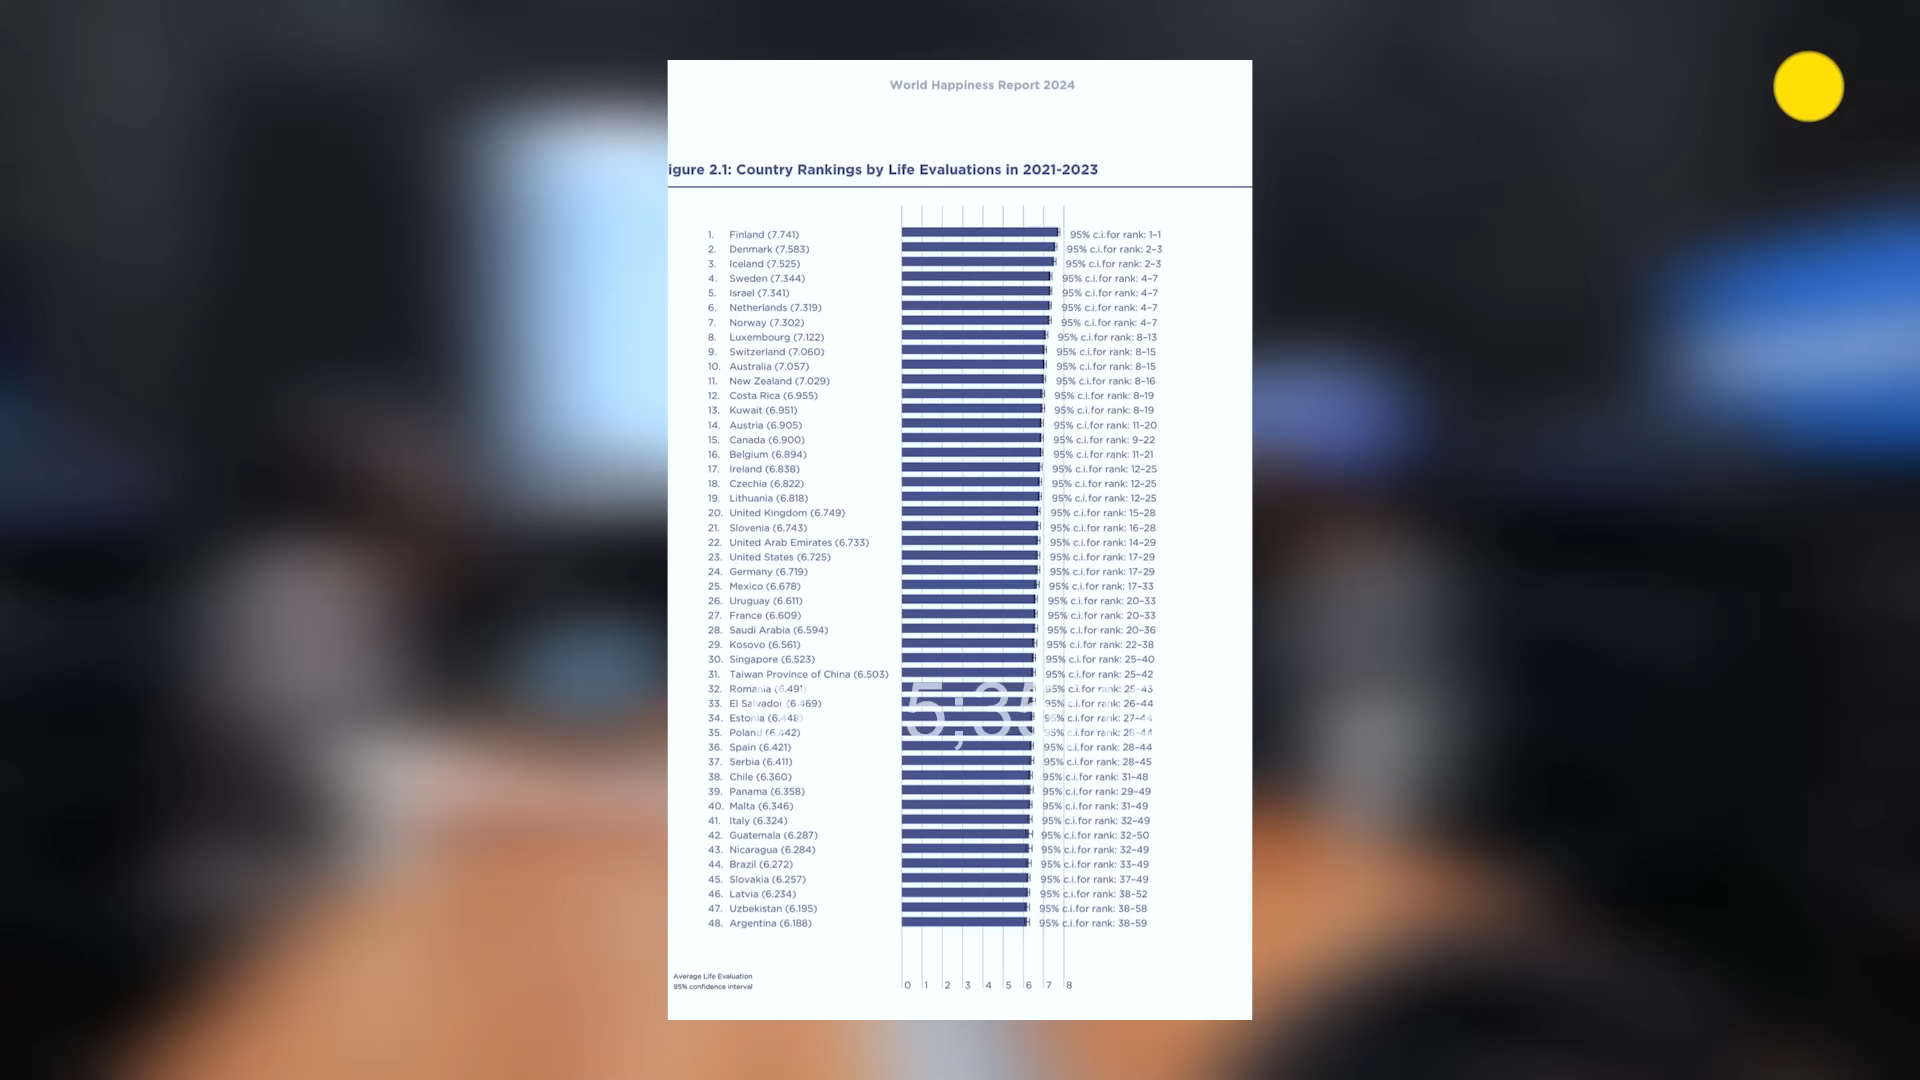 World Happiness Report 2024
igure 2.1: Country Rankings by Life Evaluations in 2021-2023
1. Finland (7.741) 95% c.i.for rank: 1–1
2. Denmark (7.583) 95% c.i.for rank: 2–3
3. Iceland (7.525) 95% c.i.for rank: 2–3
4. Sweden (7.344) 95% c.i.for rank: 4–7
5. Israel (7.341) 95% c.i.for rank: 4–7
6. Netherlands (7.319) 95% c.i.for rank: 4–7
7. Norway (7.302) 95% c.i.for rank: 4–7
8. Luxembourg (7.122) 95% c.i.for rank: 8–13
9. Switzerland (7.060) 95% c.i.for rank: 8–15
10. Australia (7.057) 95% c.i.for rank: 8–15
11. New Zealand (7.029) 95% c.i.for rank: 8–16
12. Costa Rica (6.955) 95% c.i.for rank: 8–19
13. Kuwait (6.951) 95% c.i.for rank: 8–19
14. Austria (6.905) 95% c.i.for rank: 11–20
15. Canada (6.900) 95% c.i.for rank: 9–22
16. Belgium (6.894) 95% c.i.for rank: 11–21
17. Ireland (6.838) 95% c.i.for rank: 12–25
18. Czechia (6.822) 95% c.i.for rank: 12–25
19. Lithuania (6.818) 95% c.i.for rank: 12–25
20. United Kingdom (6.749) 95% c.i.for rank: 15–28
21. Slovenia (6.743) 95% c.i.for rank: 16–28
22. United Arab Emirates (6.733) 95% c.i.for rank: 14–29
23. United States (6.725) 95% c.i.for rank: 17–29
24. Germany (6.719) 95% c.i.for rank: 17–29
25. Mexico (6.678) 95% c.i.for rank: 17–33
26. Uruguay (6.611) 95% c.i.for rank: 20–33
27. France (6.609) 95% c.i.for rank: 20–33
28. Saudi Arabia (6.594) 95% c.i.for rank: 20–36
29. Kosovo (6.561) 95% c.i.for rank: 22–38
30. Singapore (6.523) 95% c.i.for rank: 25–40
31. Taiwan Province of China (6.503) 95% c.i.for rank: 25–42
32. Romania (6.491) 95% c.i.for rank: 25–43
33. El Salvador (6.469) 95% c.i.for rank: 26–44
34. Estonia (6.448) 95% c.i.for rank: 27–44
35. Poland (6.442) 95% c.i.for rank: 28–44
36. Spain (6.421) 95% c.i.for rank: 28–44
37. Serbia (6.411) 95% c.i.for rank: 28–45
38. Chile (6.360) 95% c.i.for rank: 31–48
39. Panama (6.358) 95% c.i.for rank: 29–49
40. Malta (6.346) 95% c.i.for rank: 31–49
41. Italy (6.324) 95% c.i.for rank: 32–49
42. Guatemala (6.287) 95% c.i.for rank: 32–50
43. Nicaragua (6.284) 95% c.i.for rank: 32–49
44. Brazil (6.272) 95% c.i.for rank: 33–49
45. Slovakia (6.257) 95% c.i.for rank: 37–49
46. Latvia (6.234) 95% c.i.for rank: 38–52
47. Uzbekistan (6.195) 95% c.i.for rank: 38–58
48. Argentina (6.188) 95% c.i.for rank: 38–59
Average Life Evaluation
95% confidence interval
0 1 2 3 4 5 6 7 8